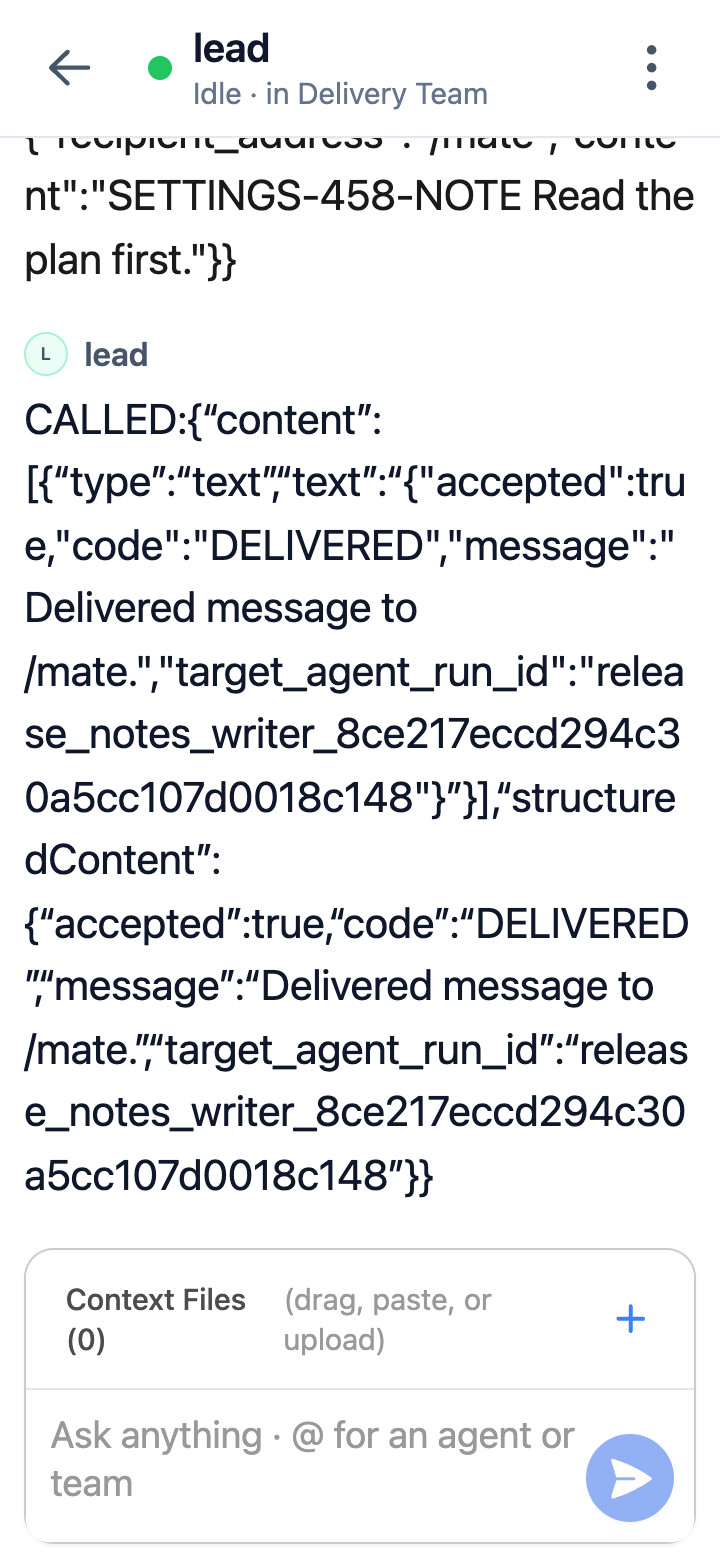 lead
Idle · in Delivery Team
{"recipient_address":"/mate","conte
nt":"SETTINGS-458-NOTE Read the
plan first."}}
L lead
CALLED:{“content”:
[{“type”:“text”,“text”:“{"accepted":tru
e,"code":"DELIVERED","message":"
Delivered message to
/mate.","target_agent_run_id":"relea
se_notes_writer_8ce217eccd294c3
0a5cc107d0018c148"}”}],“structure
dContent”:
{“accepted”:true,“code”:“DELIVERED
”,“message”:“Delivered message to
/mate.”,“target_agent_run_id”:“releas
e_notes_writer_8ce217eccd294c30
a5cc107d0018c148”}}
Context Files (drag, paste, or
(0) upload)
Ask anything · @ for an agent or
team